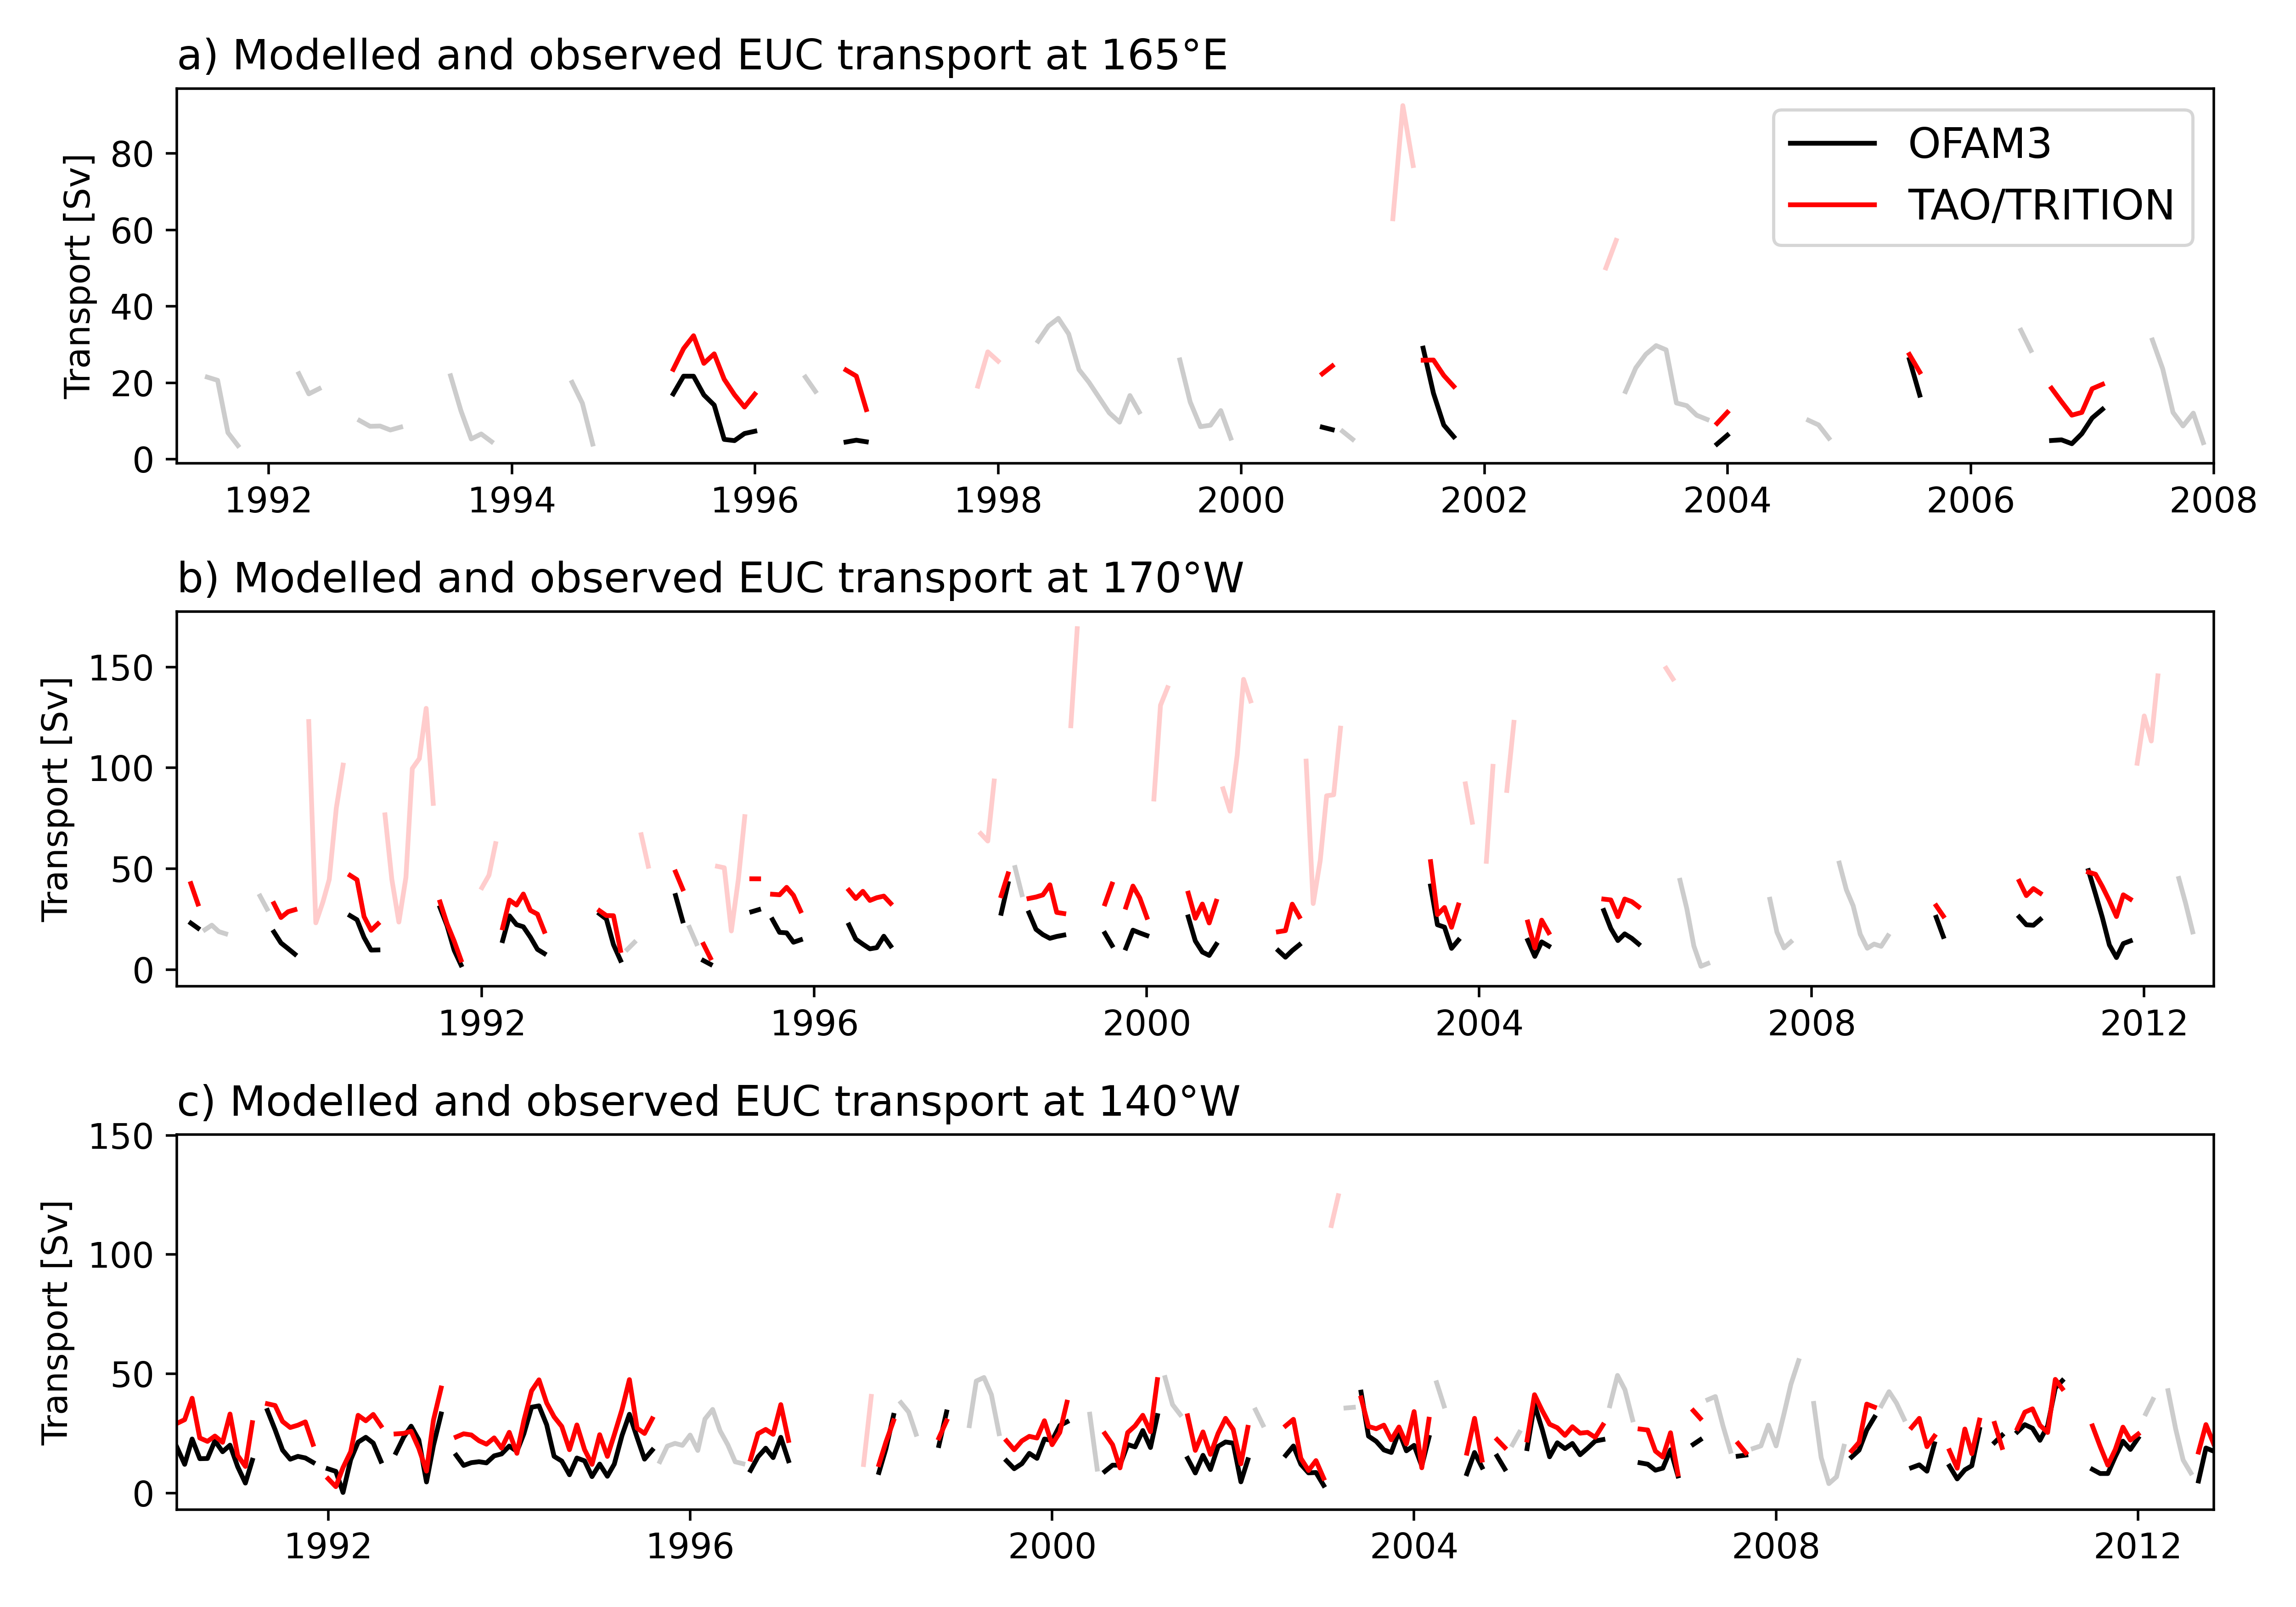 a) Modelled and observed EUC transport at 165°E
Transport [Sv]
80
60
40
20
0
OFAM3
TAO/TRITION
1992 1994 1996 1998 2000 2002 2004 2006 2008
b) Modelled and observed EUC transport at 170°W
Transport [Sv]
150
100
50
0
1992 1996 2000 2004 2008 2012
c) Modelled and observed EUC transport at 140°W
Transport [Sv]
150
100
50
0
1992 1996 2000 2004 2008 2012